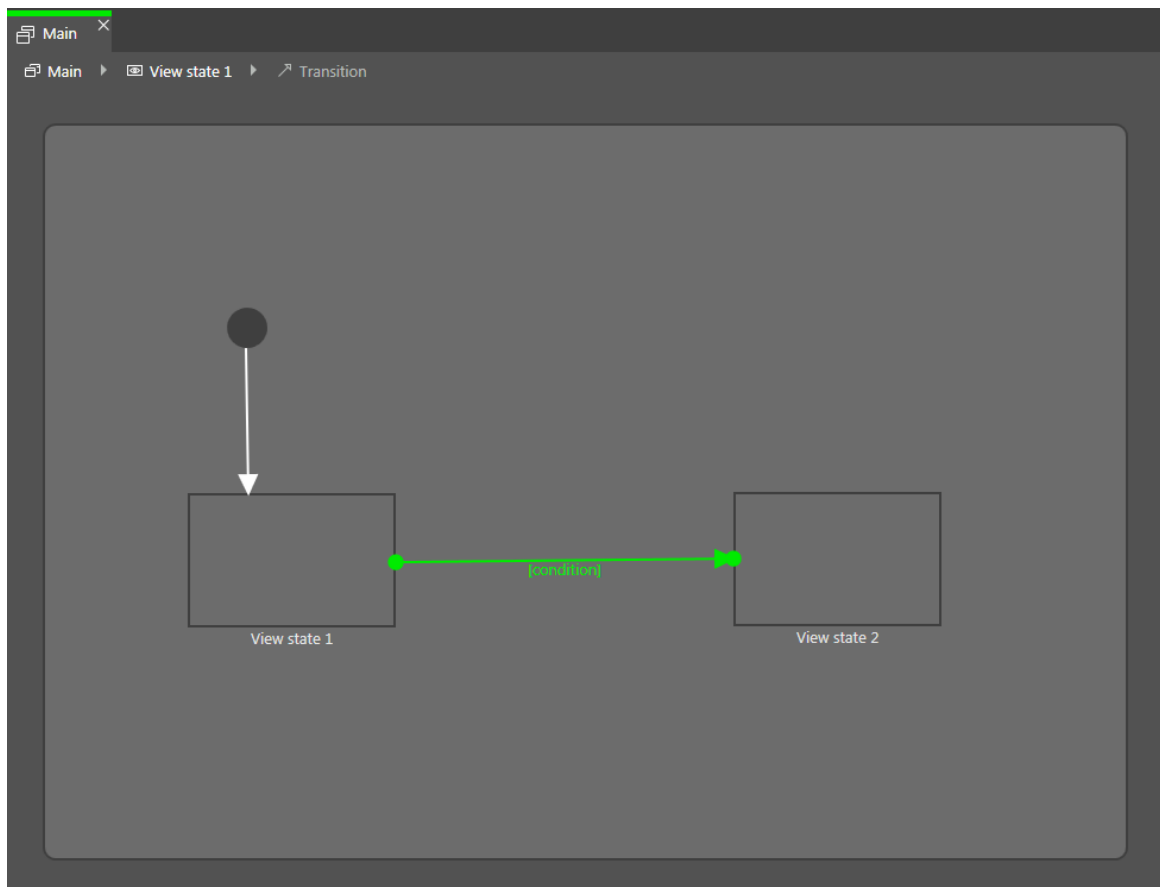 Main
Main View state 1 Transition
[condition]
View state 1
View state 2